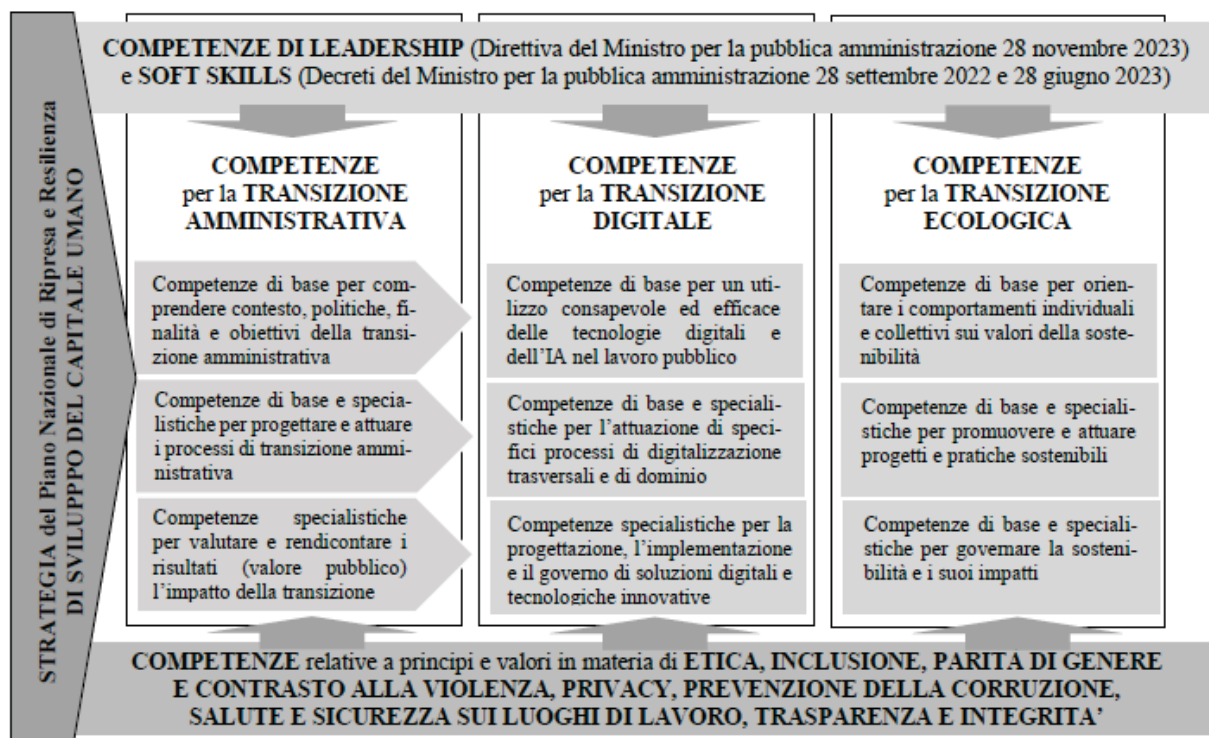 STRATEGIA del Piano Nazionale di Ripresa e Resilienza
DI SVILUPPPO DEL CAPITALE UMANO
COMPETENZE DI LEADERSHIP (Direttiva del Ministro per la pubblica amministrazione 28 novembre 2023)
e SOFT SKILLS (Decreti del Ministro per la pubblica amministrazione 28 settembre 2022 e 28 giugno 2023)
COMPETENZE
per la TRANSIZIONE
AMMINISTRATIVA
Competenze di base per com-
prendere contesto, politiche, fi-
nalità e obiettivi della transi-
zione amministrativa
Competenze di base e specia-
listiche per progettare e attuare
i processi di transizione ammi-
nistrativa
Competenze specialistiche
per valutare e rendicontare i
risultati (valore pubblico)
l’impatto della transizione
COMPETENZE
per la TRANSIZIONE
DIGITALE
Competenze di base per un uti-
lizzo consapevole ed efficace
delle tecnologie digitali e
dell’IA nel lavoro pubblico
Competenze di base e speciali-
stiche per l’attuazione di speci-
fici processi di digitalizzazione
trasversali e di dominio
Competenze specialistiche per la
progettazione, l’implementazione
e il governo di soluzioni digitali e
tecnologiche innovative
COMPETENZE
per la TRANSIZIONE
ECOLOGICA
Competenze di base per orien-
tare i comportamenti individuali
e collettivi sui valori della soste-
nibilità
Competenze di base e speciali-
stiche per promuovere e attuare
progetti e pratiche sostenibili
Competenze di base e speciali-
stiche per governare la sosteni-
bilità e i suoi impatti
COMPETENZE relative a principi e valori in materia di ETICA, INCLUSIONE, PARITA DI GENERE
E CONTRASTO ALLA VIOLENZA, PRIVACY, PREVENZIONE DELLA CORRUZIONE,
SALUTE E SICUREZZA SUI LUOGHI DI LAVORO, TRASPARENZA E INTEGRITA’